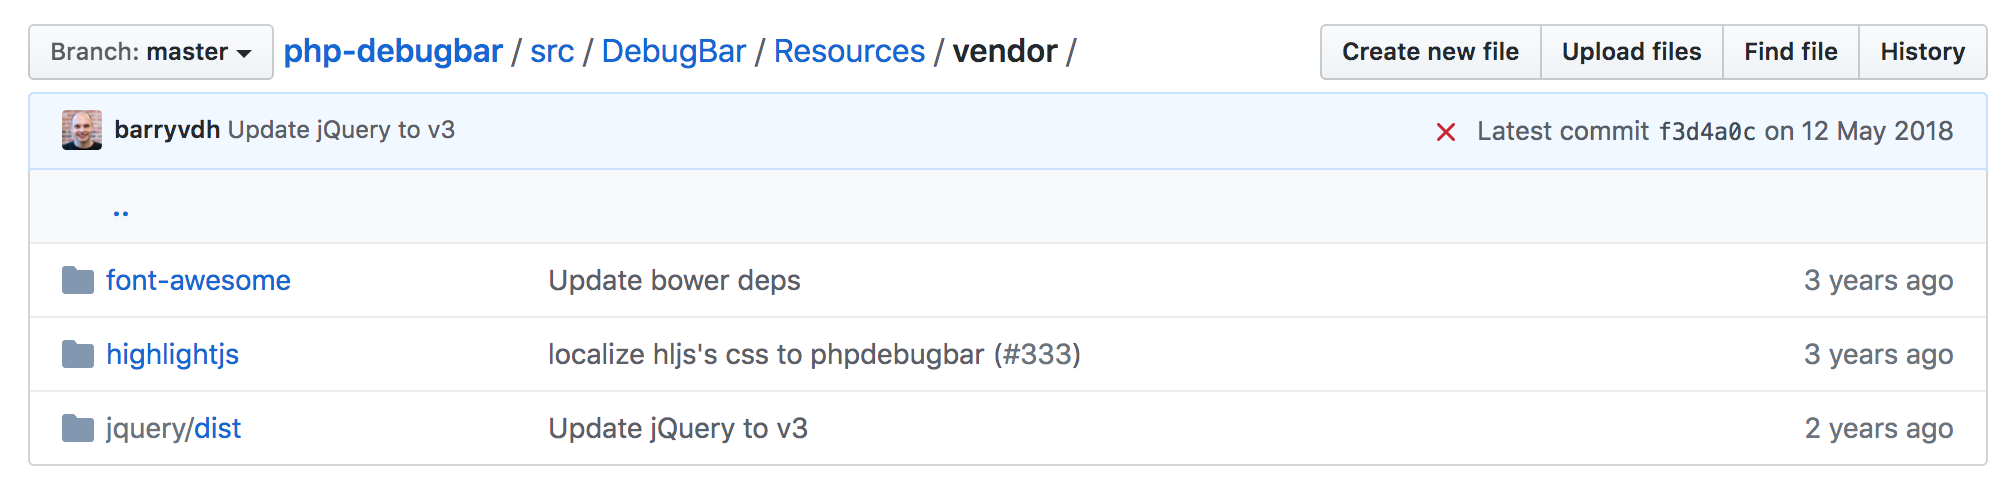 Branch: master php-debugbar / src / DebugBar / Resources / vendor / Create new file Upload files Find file History
barryvdh Update jQuery to v3 Latest commit f3d4a0c on 12 May 2018
..
font-awesome Update bower deps 3 years ago
highlightjs localize hljs's css to phpdebugbar (#333) 3 years ago
jquery/dist Update jQuery to v3 2 years ago